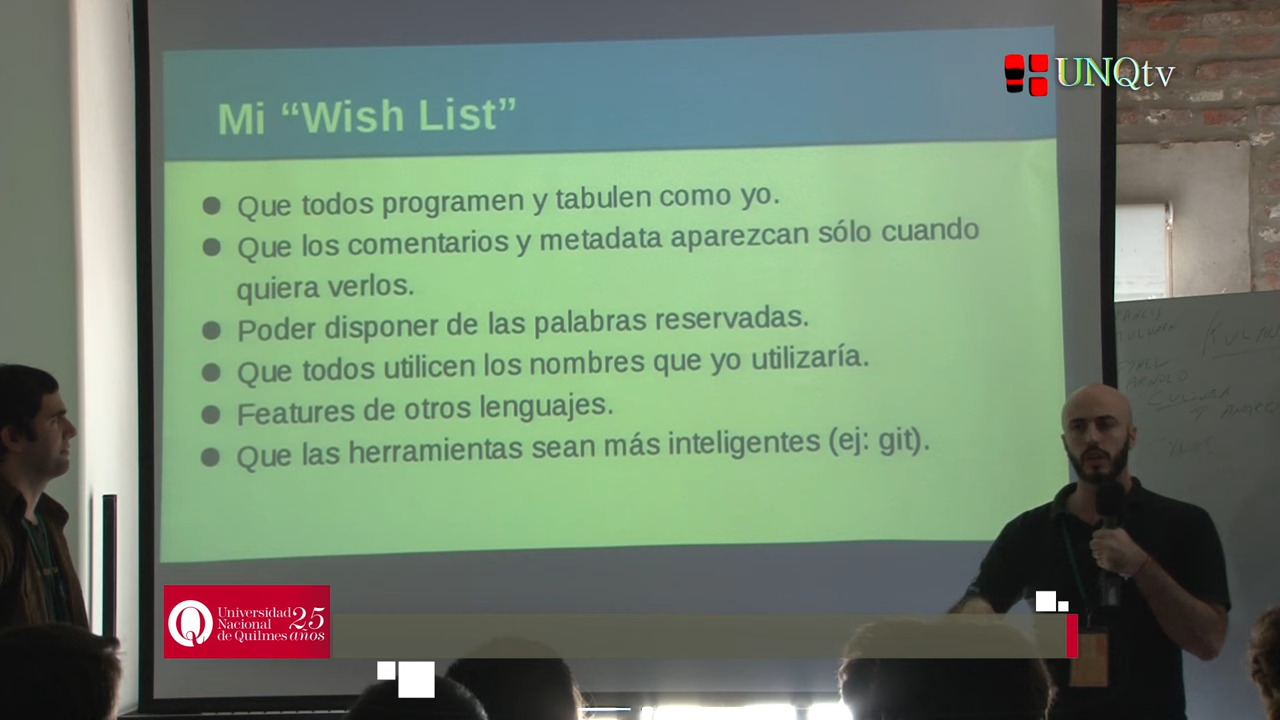 UNQtv
Mi “Wish List”
● Que todos programen y tabulen como yo.
● Que los comentarios y metadata aparezcan sólo cuando
quiera verlos.
● Poder disponer de las palabras reservadas.
● Que todos utilicen los nombres que yo utilizaría.
● Features de otros lenguajes.
● Que las herramientas sean más inteligentes (ej: git).
Universidad
Nacional
de Quilmes
25
años